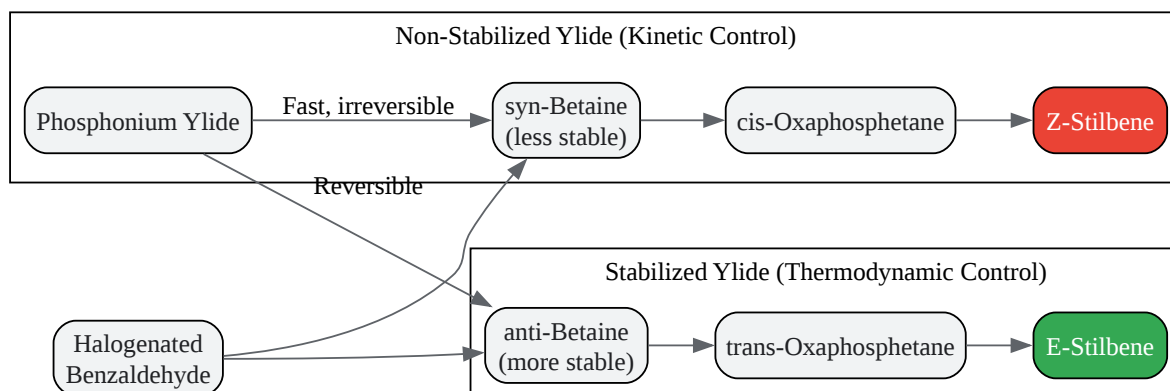 Non-Stabilized Ylide (Kinetic Control)
Phosphonium Ylide
Fast, irreversible
syn-Betaine
(less stable)
cis-Oxaphosphetane
Z-Stilbene
Reversible
Stabilized Ylide (Thermodynamic Control)
Halogenated
Benzaldehyde
anti-Betaine
(more stable)
trans-Oxaphosphetane
E-Stilbene